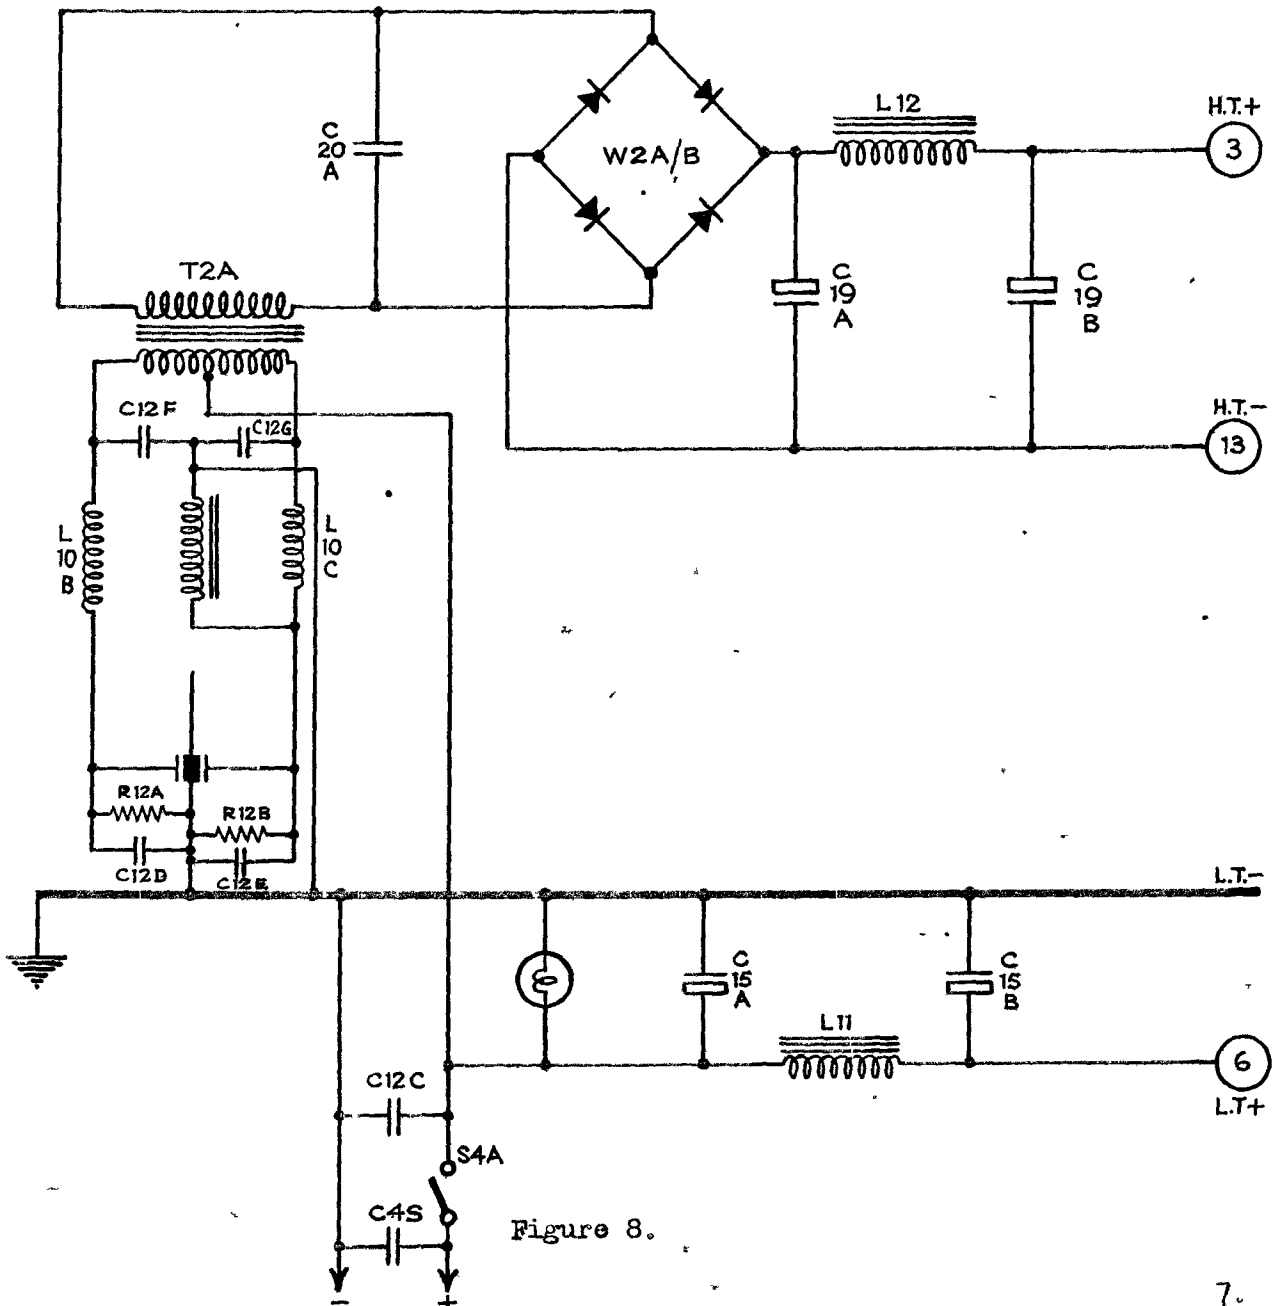 L12
H.T.+
3
C
20
A
W2A/B
T2A
C
19
A
C
19
B
H.T.-
13
C12F
C12G
L
10
B
L
10
C
R12A
R12B
C12D
C12E
L.T.-
C
15
A
C
15
B
L11
6
L.T+
C12C
S4A
C4S
Figure 8.
-
+
7.